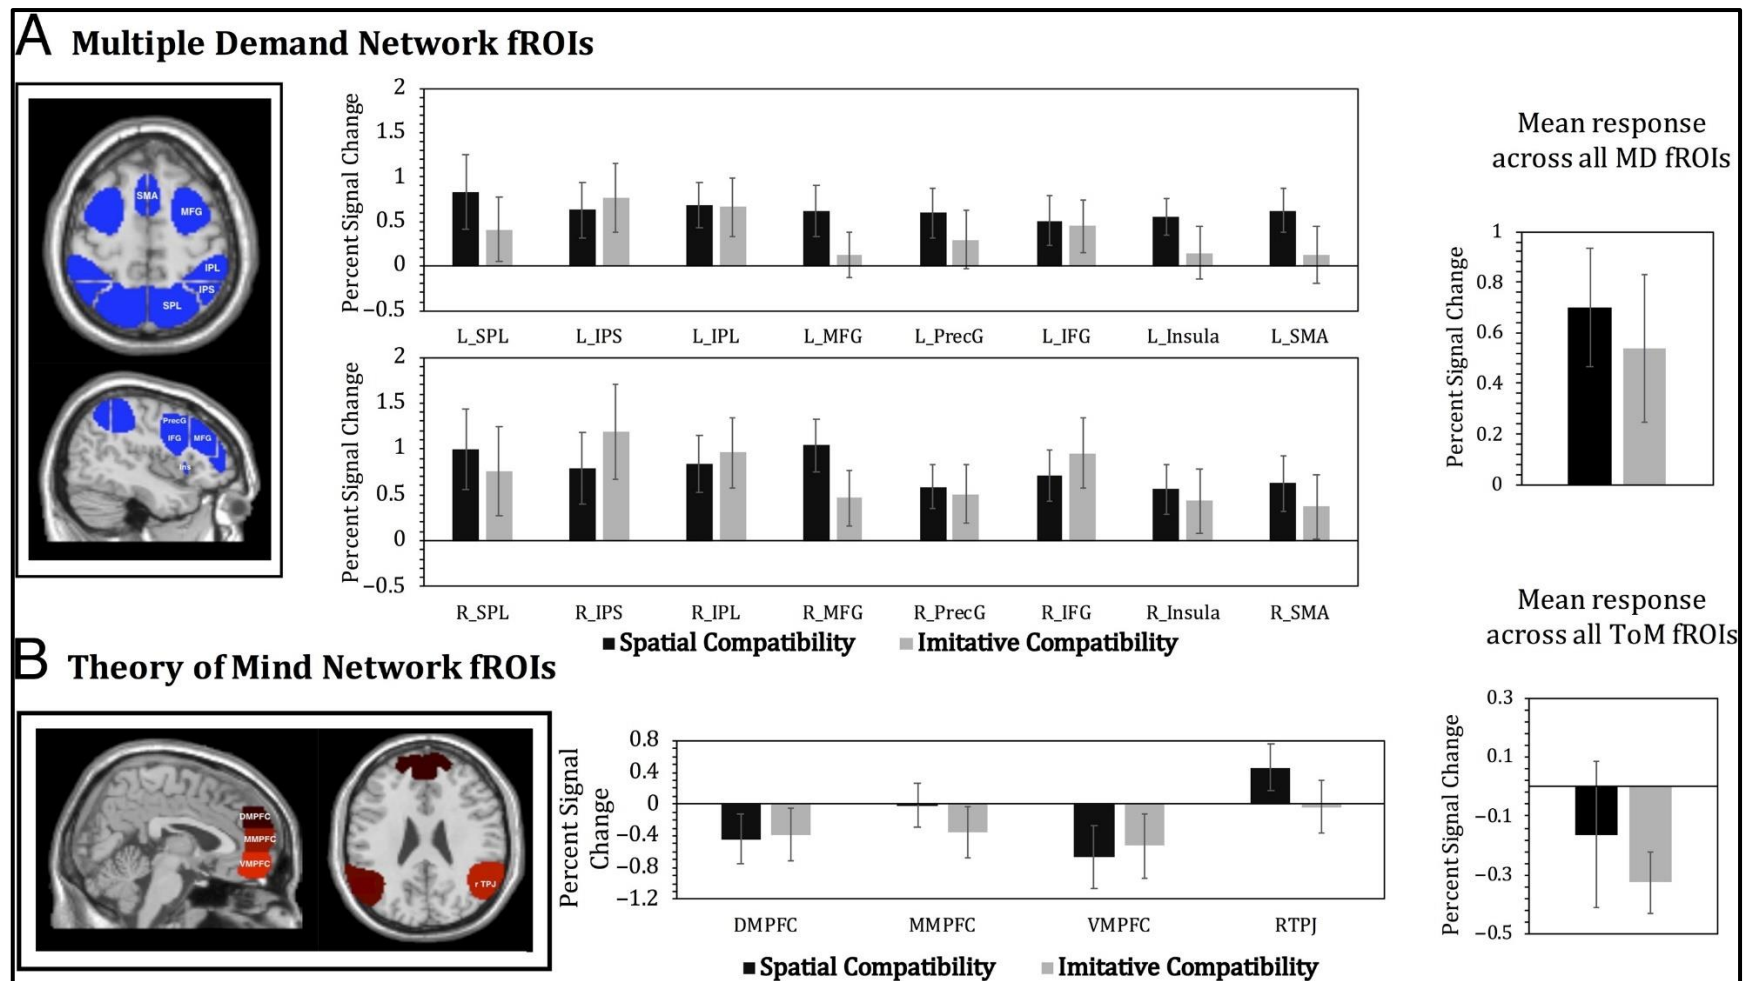 A Multiple Demand Network fROIs
SMA
MFG
IPL
IPS
SPL
PrecG
IFG MFG
Ins
Percent Signal Change
2
1.5
1
0.5
0
−0.5
L_SPL L_IPS L_IPL L_MFG L_PrecG L_IFG L_Insula L_SMA
Percent Signal Change
2
1.5
1
0.5
0
−0.5
R_SPL R_IPS R_IPL R_MFG R_PrecG R_IFG R_Insula R_SMA
Spatial Compatibility Imitative Compatibility
Mean response
across all MD fROIs
Percent Signal Change
1
0.8
0.6
0.4
0.2
0
B Theory of Mind Network fROIs
DMPFC
MMPFC
VMPFC
r TPJ
Percent Signal
Change
0.8
0.4
0
−0.4
−0.8
−1.2
DMPFC MMPFC VMPFC RTPJ
Spatial Compatibility Imitative Compatibility
Mean response
across all ToM fROIs
Percent Signal Change
0.3
0.1
−0.1
−0.3
−0.5